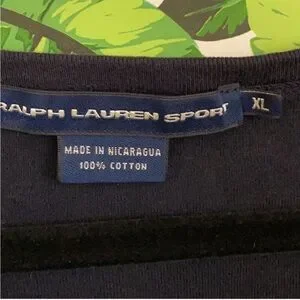 RALPH LAUREN SPORT
XL
MADE IN NICARAGUA
100% COTTON